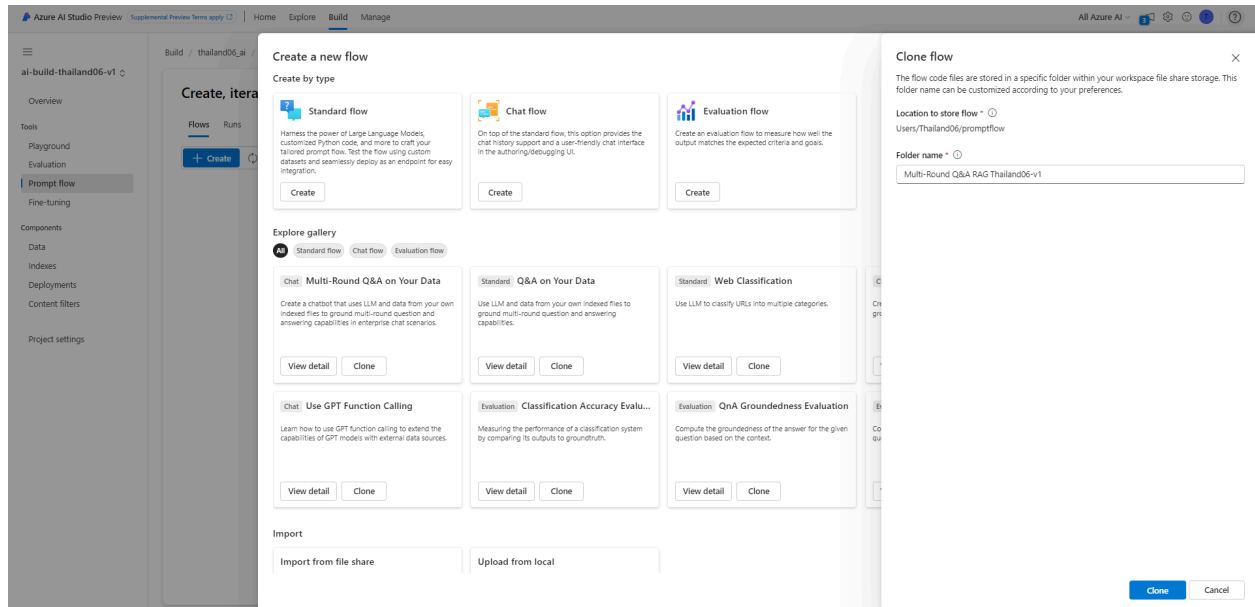 Azure AI Studio Preview Supplemental Preview Terms apply Home Explore Build Manage All Azure AI
ai-build-thailand06-v1
Overview
Tools
Playground
Evaluation
Prompt flow
Fine-tuning
Components
Data
Indexes
Deployments
Content filters
Project settings
Build / thailand06_ai /
Create, itera
Flows Runs
+ Create
Create a new flow
Create by type
Standard flow
Harness the power of Large Language Models,
customized Python code, and more to craft your
tailored prompt flow. Test the flow using custom
datasets and seamlessly deploy as an endpoint for easy
integration.
Create
Chat flow
On top of the standard flow, this option provides the
chat history support and a user-friendly chat interface
in the authoring/debugging UI.
Create
Evaluation flow
Create an evaluation flow to measure how well the
output matches the expected criteria and goals.
Create
Explore gallery
All Standard flow Chat flow Evaluation flow
Chat Multi-Round Q&A on Your Data
Create a chatbot that uses LLM and data from your own
indexed files to ground multi-round question and
answering capabilities in enterprise chat scenarios.
View detail Clone
Standard Q&A on Your Data
Use LLM and data from your own indexed files to
ground multi-round question and answering
capabilities.
View detail Clone
Standard Web Classification
Use LLM to classify URLs into multiple categories.
View detail Clone
Chat Use GPT Function Calling
Learn how to use GPT function calling to extend the
capabilities of GPT models with external data sources.
View detail Clone
Evaluation Classification Accuracy Evalu...
Measuring the performance of a classification system
by comparing its outputs to groundtruth.
View detail Clone
Evaluation QnA Groundedness Evaluation
Compute the groundedness of the answer for the given
question based on the context.
View detail Clone
Import
Import from file share
Upload from local
Clone flow
The flow code files are stored in a specific folder within your workspace file share storage. This
folder name can be customized according to your preferences.
Location to store flow *
Users/Thailand06/promptflow
Folder name *
Multi-Round Q&A RAG Thailand06-v1
Clone Cancel